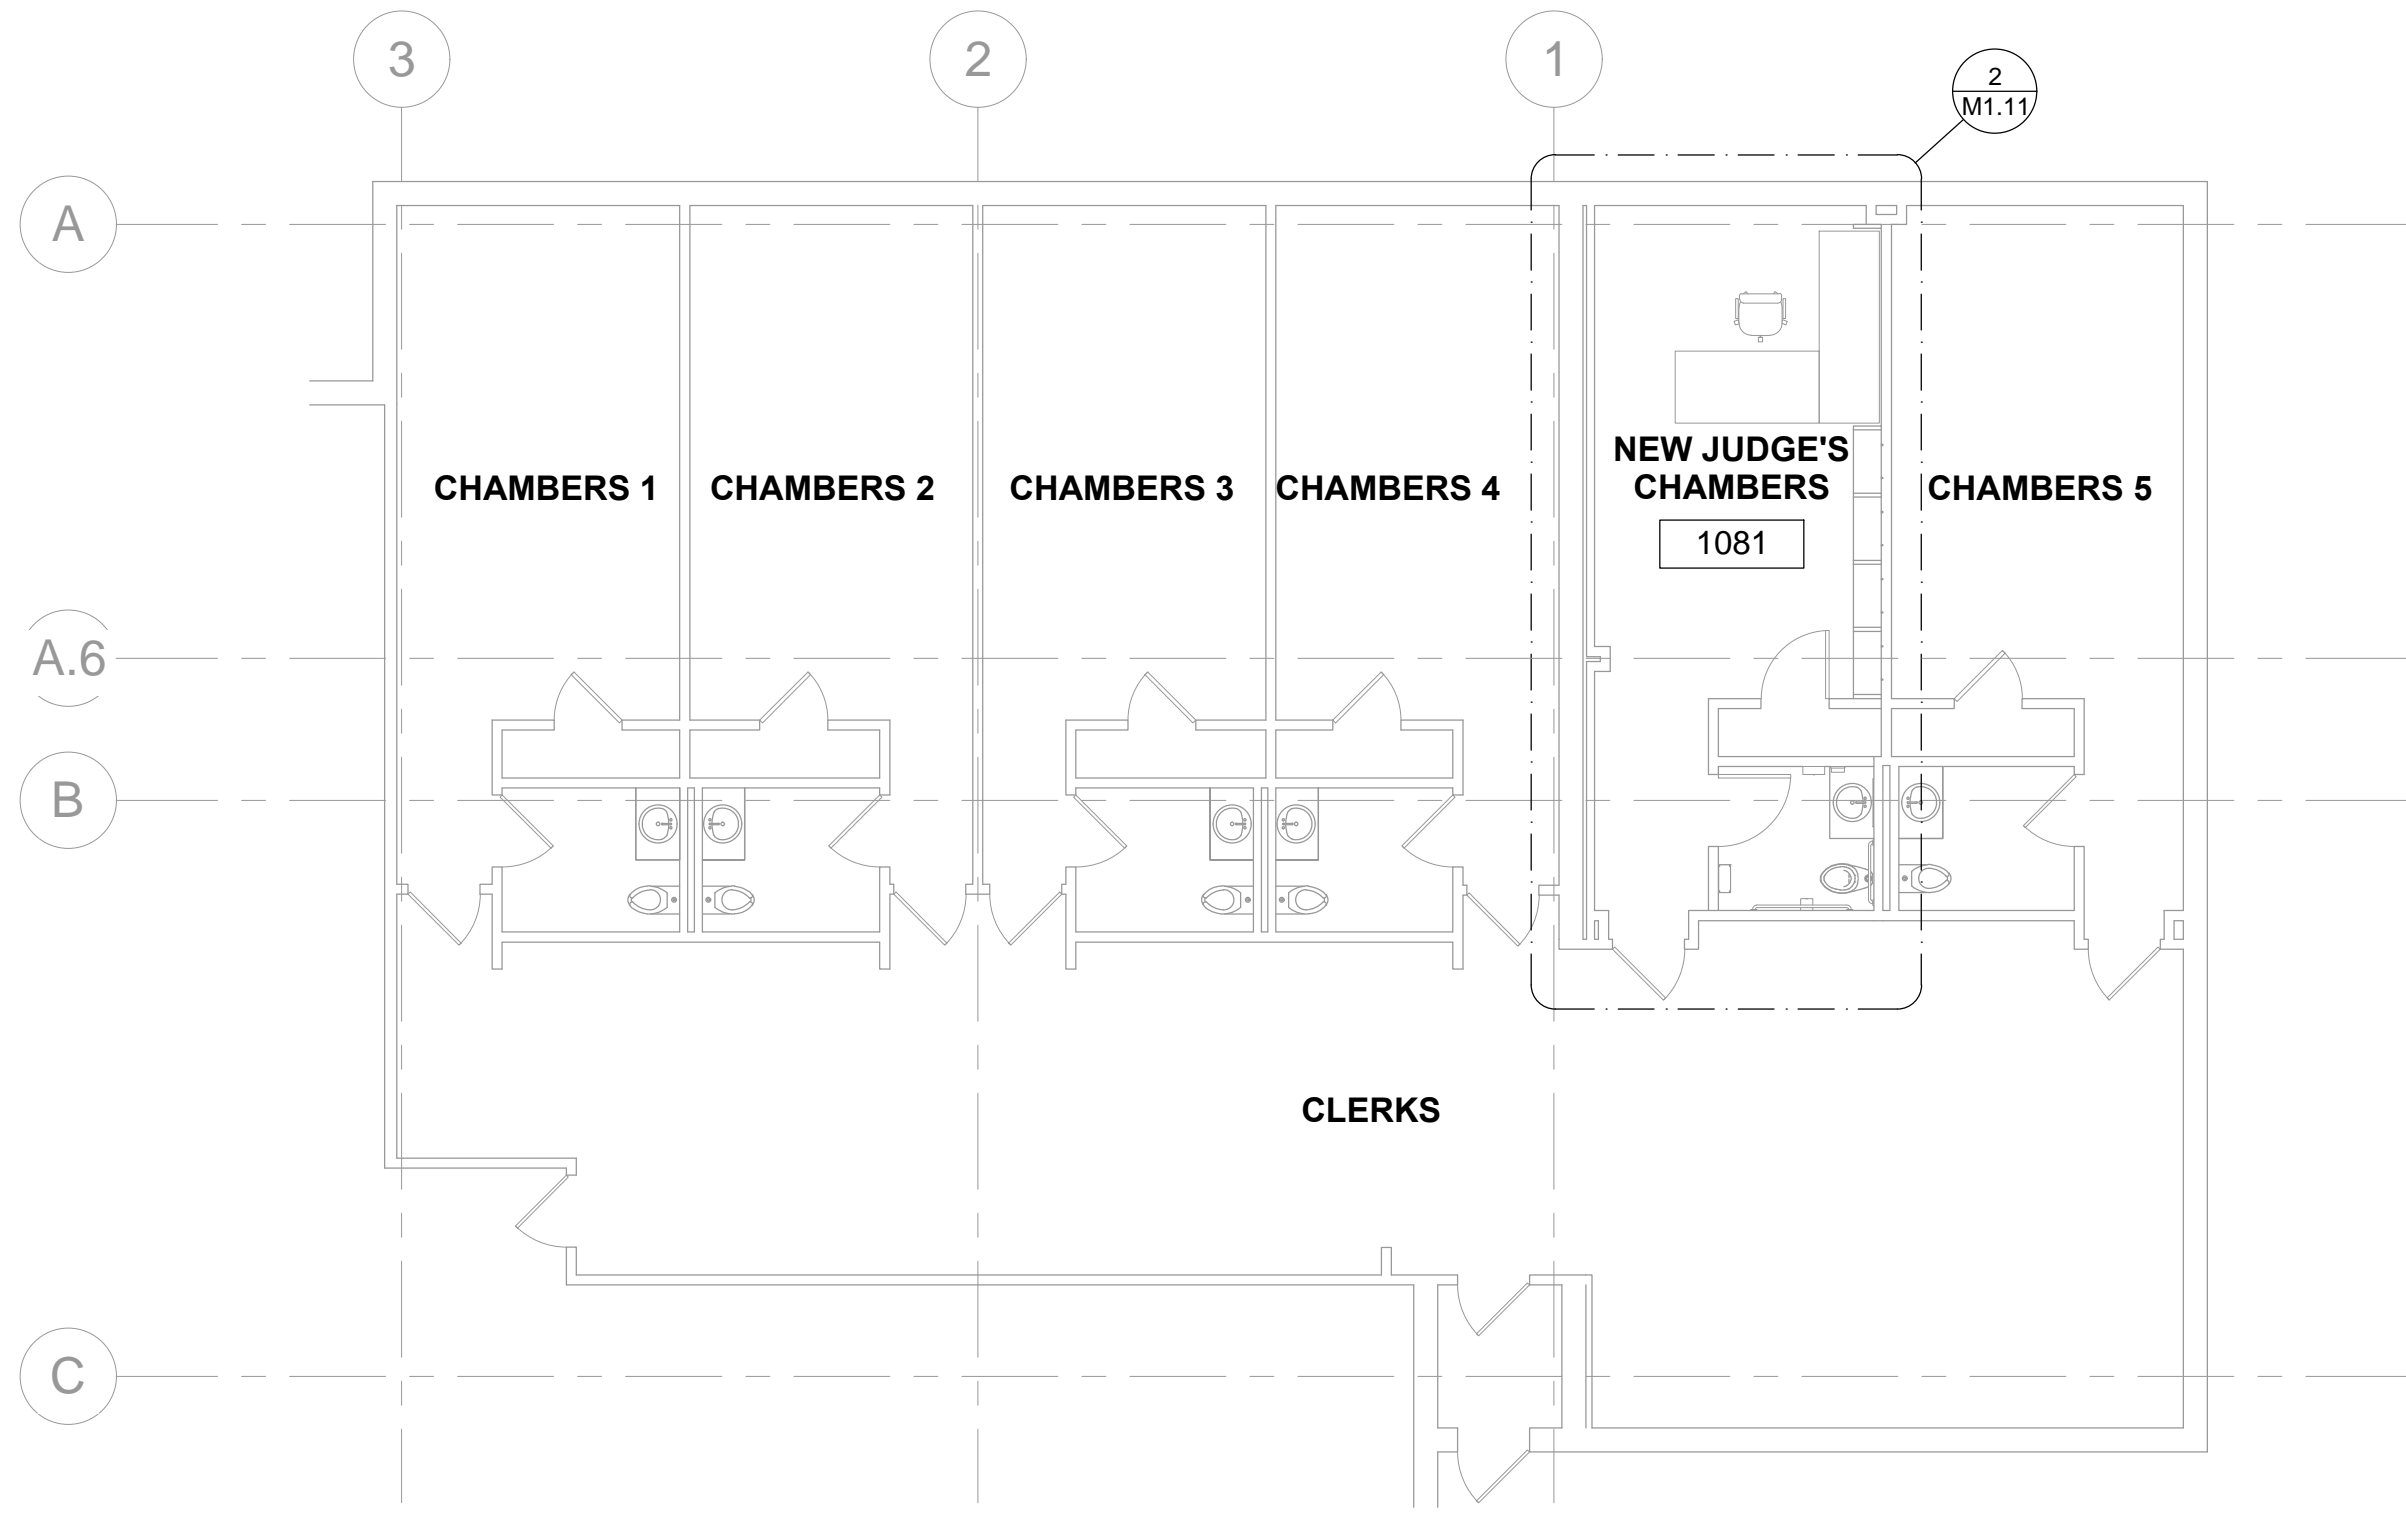 3
2
1
2
M1.11
A
NEW JUDGE'S
CHAMBERS
CHAMBERS 1
CHAMBERS 2
CHAMBERS 3
CHAMBERS 4
CHAMBERS 5
1081
A.6
B
CLERKS
C